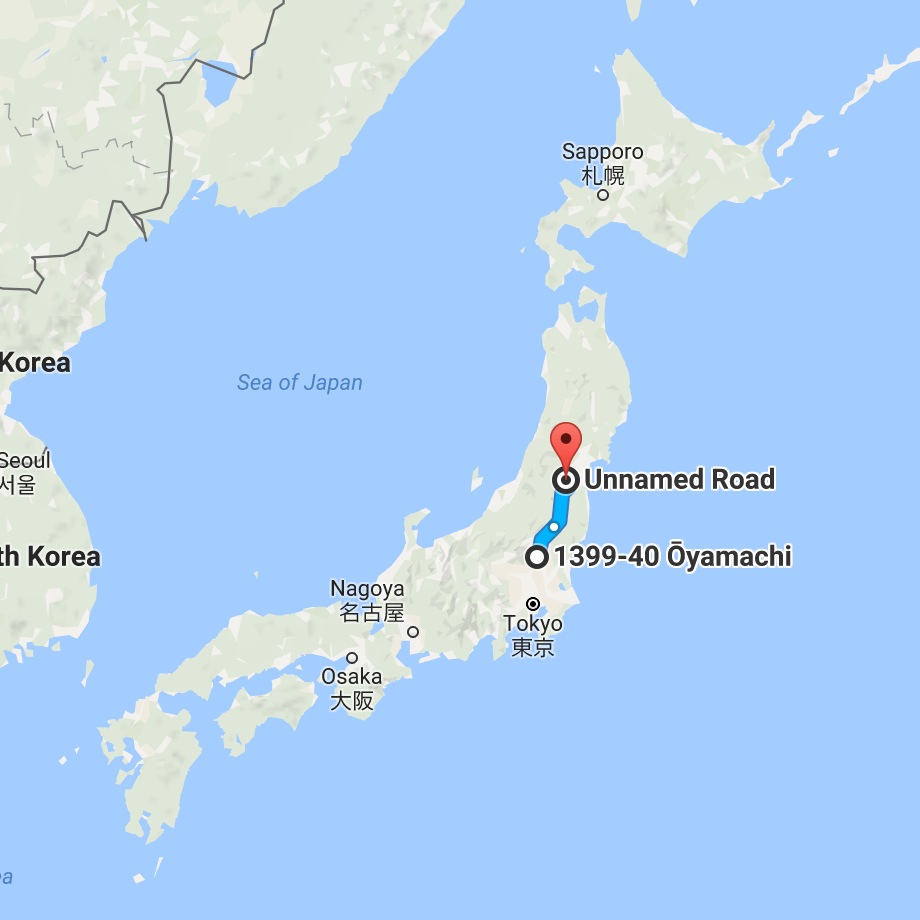 Sapporo
札幌
Korea
Sea of Japan
Seoul
서울
Unnamed Road
th Korea
1399-40 Ōyamachi
Nagoya
名古屋
Tokyo
東京
Osaka
大阪
ea